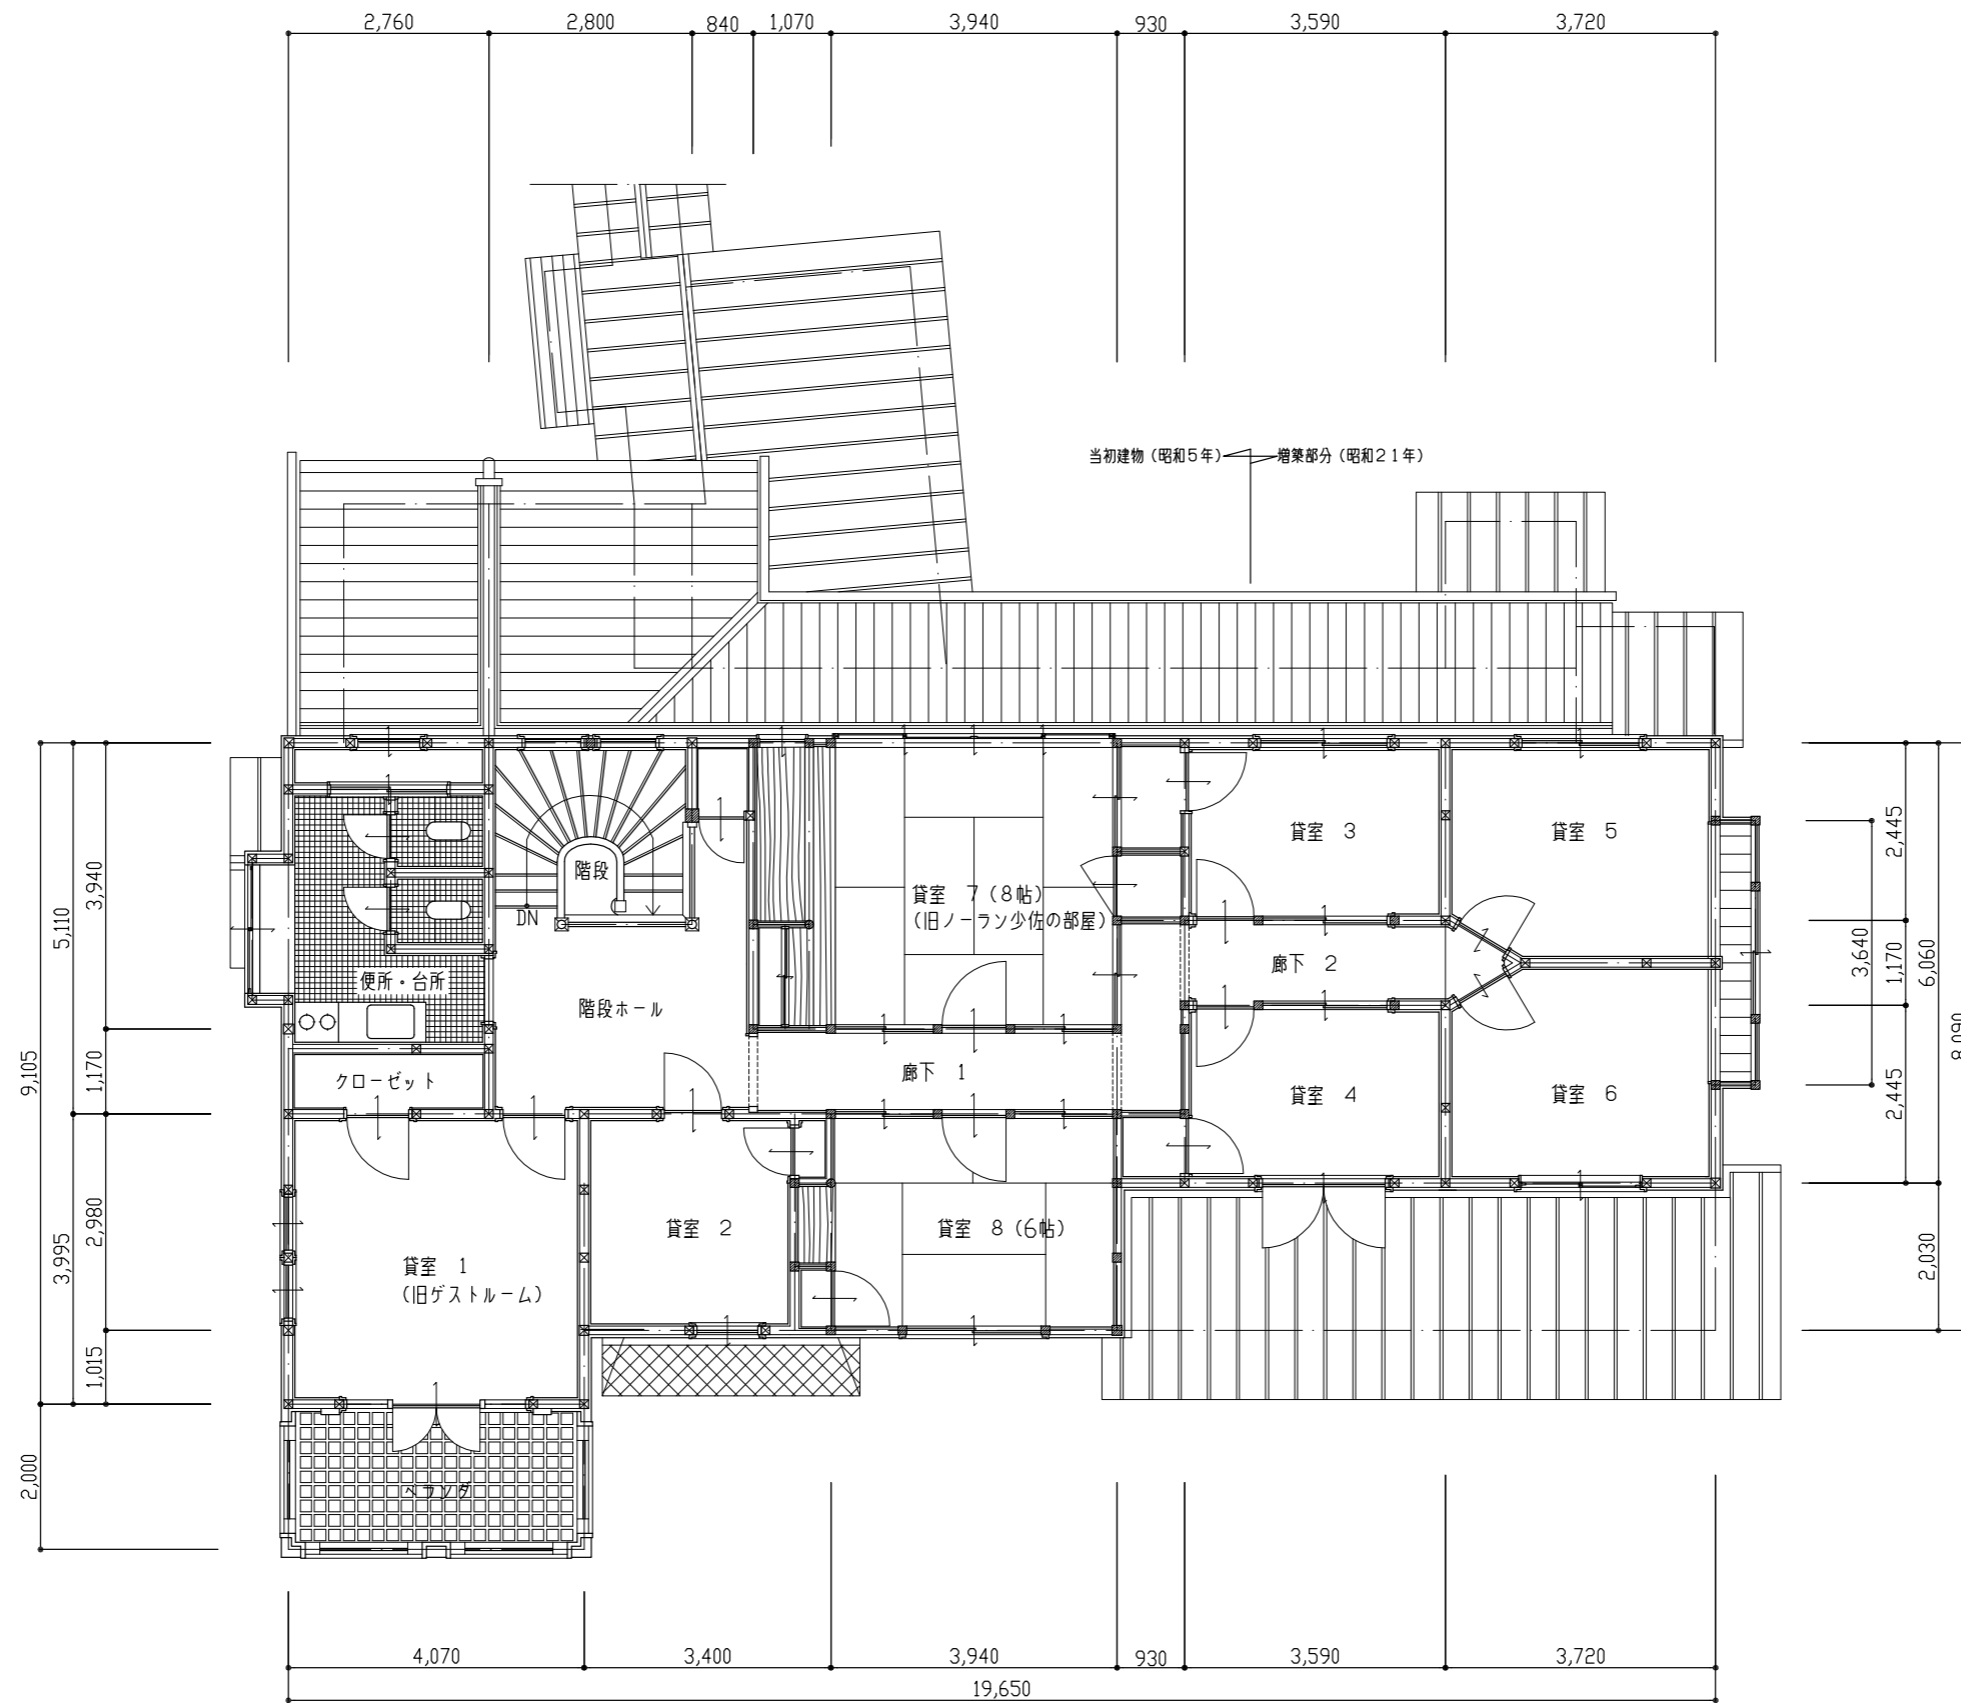 2,760
2,800
840
1,070
3,940
930
3,590
3,720
当初建物（昭和5年）
増築部分（昭和21年）
貸室　3
貸室　5
階段
DN
貸室　7（8帖）
（旧ノーラン少佐の部屋）
廊下　2
便所・台所
階段ホール
廊下　1
クローゼット
貸室　4
貸室　6
貸室　2
貸室　8（6帖）
貸室　1
（旧ゲストルーム）
ベランダ
9,105
2,000
5,110
3,995
3,940
1,170
2,980
1,015
3,640
2,445
1,170
2,445
6,060
2,030
8,090
4,070
3,400
3,940
930
3,590
3,720
19,650